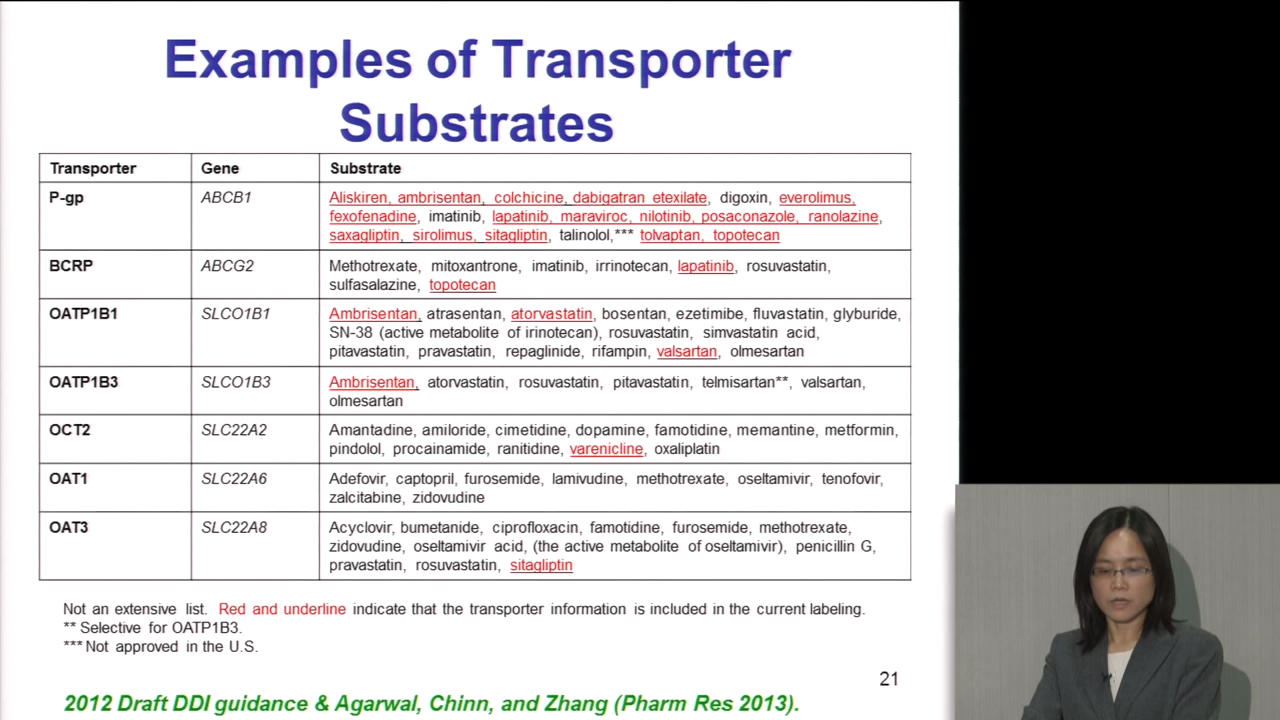 Examples of Transporter
Substrates
Transporter Gene Substrate
P-gp ABCB1 Aliskiren, ambrisentan, colchicine, dabigatran etexilate, digoxin, everolimus,
fexofenadine, imatinib, lapatinib, maraviroc, nilotinib, posaconazole, ranolazine,
saxagliptin, sirolimus, sitagliptin, talinolol,*** tolvaptan, topotecan
BCRP ABCG2 Methotrexate, mitoxantrone, imatinib, irrinotecan, lapatinib, rosuvastatin,
sulfasalazine, topotecan
OATP1B1 SLCO1B1 Ambrisentan, atrasentan, atorvastatin, bosentan, ezetimibe, fluvastatin, glyburide,
SN-38 (active metabolite of irinotecan), rosuvastatin, simvastatin acid,
pitavastatin, pravastatin, repaglinide, rifampin, valsartan, olmesartan
OATP1B3 SLCO1B3 Ambrisentan, atorvastatin, rosuvastatin, pitavastatin, telmisartan**, valsartan,
olmesartan
OCT2 SLC22A2 Amantadine, amiloride, cimetidine, dopamine, famotidine, memantine, metformin,
pindolol, procainamide, ranitidine, varenicline, oxaliplatin
OAT1 SLC22A6 Adefovir, captopril, furosemide, lamivudine, methotrexate, oseltamivir, tenofovir,
zalcitabine, zidovudine
OAT3 SLC22A8 Acyclovir, bumetanide, ciprofloxacin, famotidine, furosemide, methotrexate,
zidovudine, oseltamivir acid, (the active metabolite of oseltamivir), penicillin G,
pravastatin, rosuvastatin, sitagliptin
Not an extensive list. Red and underline indicate that the transporter information is included in the current labeling.
** Selective for OATP1B3.
*** Not approved in the U.S.
21
2012 Draft DDI guidance & Agarwal, Chinn, and Zhang (Pharm Res 2013).